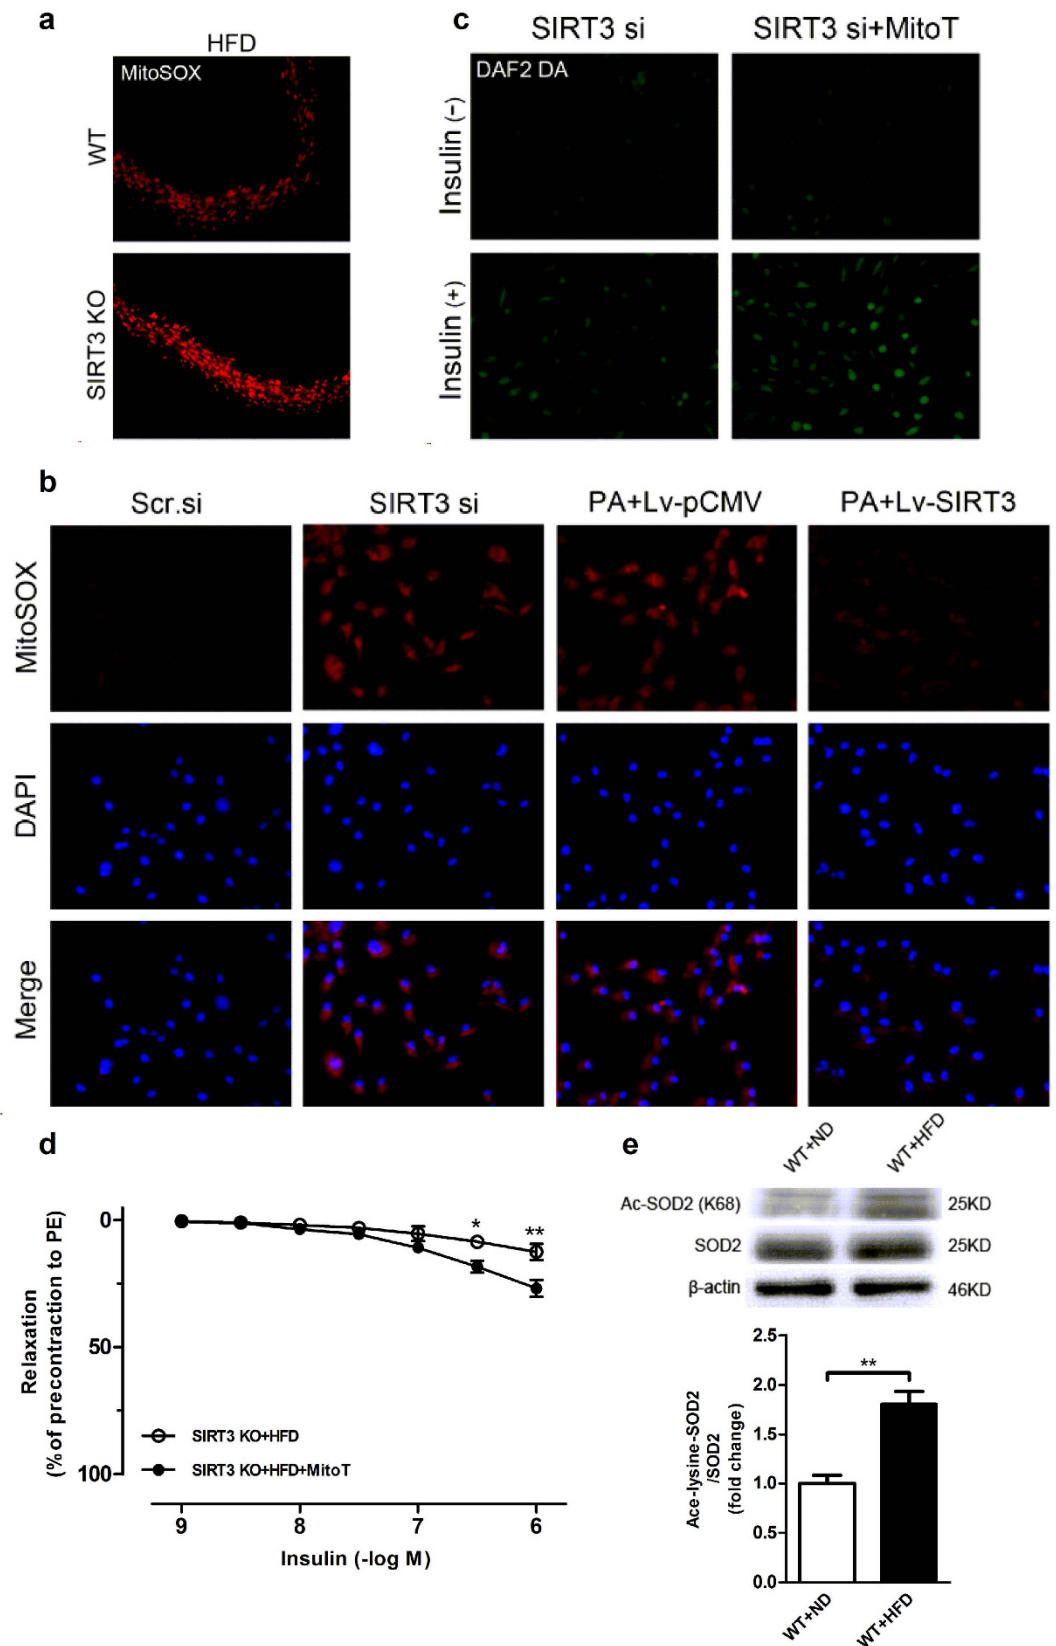 a
HFD
MitoSOX
WT
SIRT3 KO
c
SIRT3 si
SIRT3 si+MitoT
DAF2 DA
Insulin (−)
Insulin (+)
b
Scr.si
SIRT3 si
PA+Lv-pCMV
PA+Lv-SIRT3
MitoSOX
DAPI
Merge
d
0
50
100
Relaxation
(% of precontraction to PE)
*
**
SIRT3 KO+HFD
SIRT3 KO+HFD+MitoT
9
8
7
6
Insulin (-log M)
e
WT+ND
WT+HFD
Ac-SOD2 (K68)
25KD
SOD2
25KD
β-actin
46KD
2.5
2.0
1.5
1.0
0.5
0.0
Ace-lysine-SOD2
/SOD2
(fold change)
**
WT+ND
WT+HFD